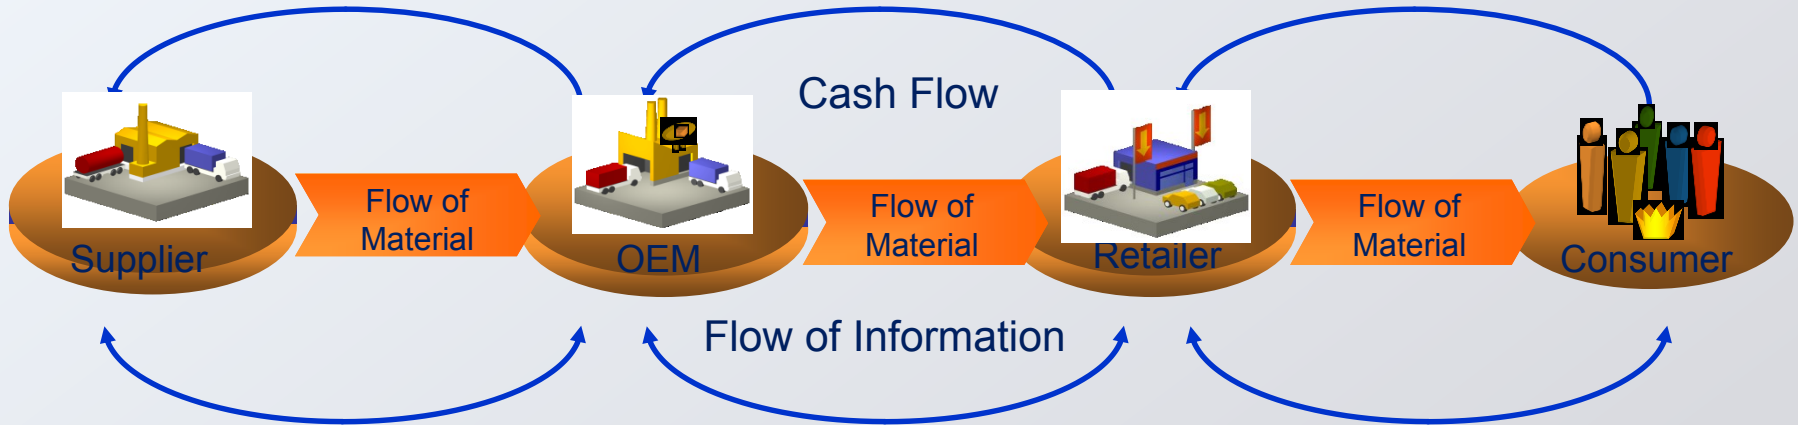 Cash Flow
Flow of
Material
Flow of
Material
Flow of
Material
Supplier
OEM
Retailer
Consumer
Flow of Information